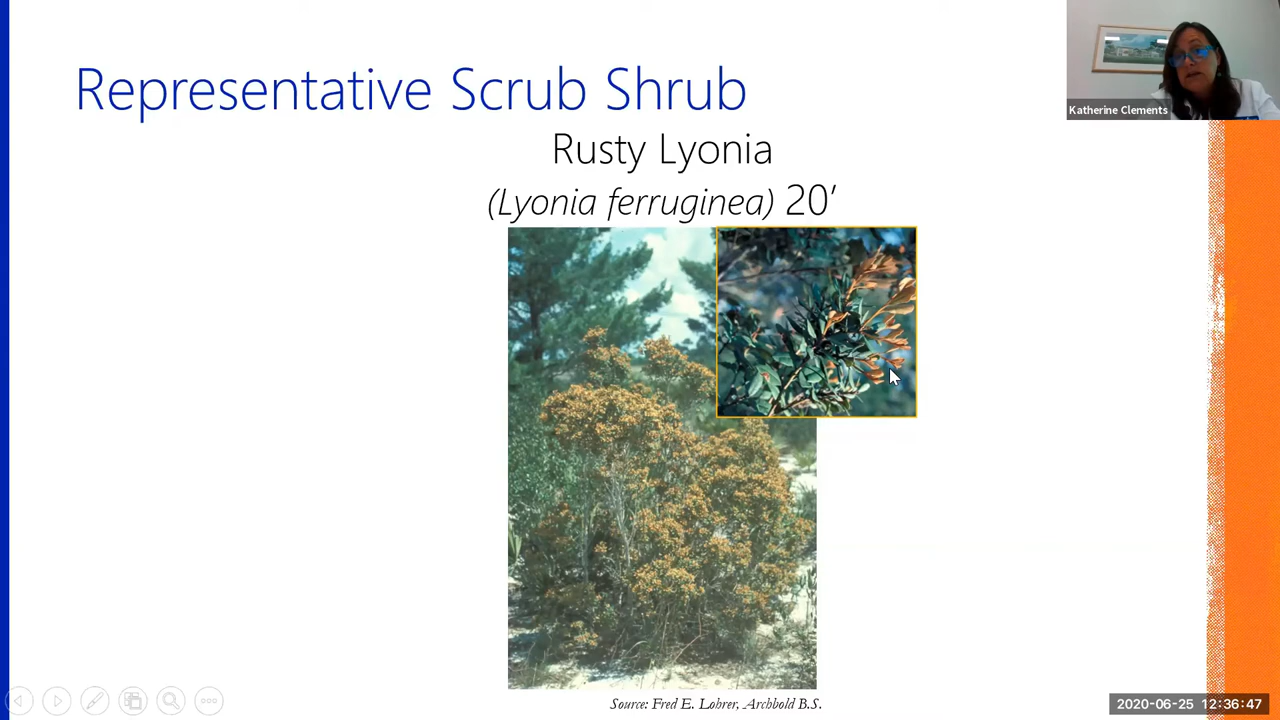 Representative Scrub Shrub
Rusty Lyonia
(Lyonia ferruginea) 20’
Source: Fred E. Lohrer, Archbold B.S.
Katherine Clements
2020-06-25 12:36:47